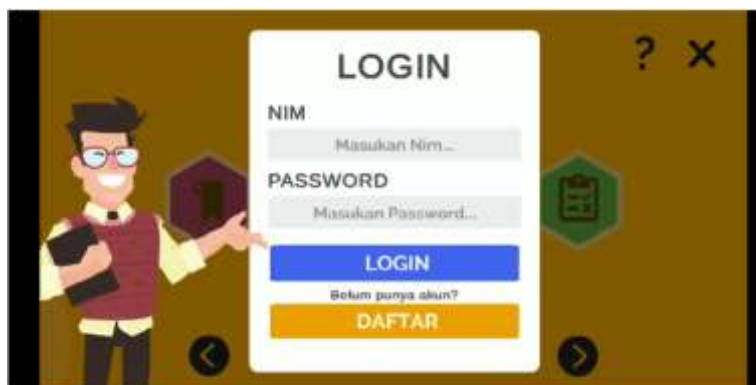 LOGIN
?
X
NIM
Masukan Nim...
PASSWORD
Masukan Password...
LOGIN
Belum punya akun?
DAFTAR